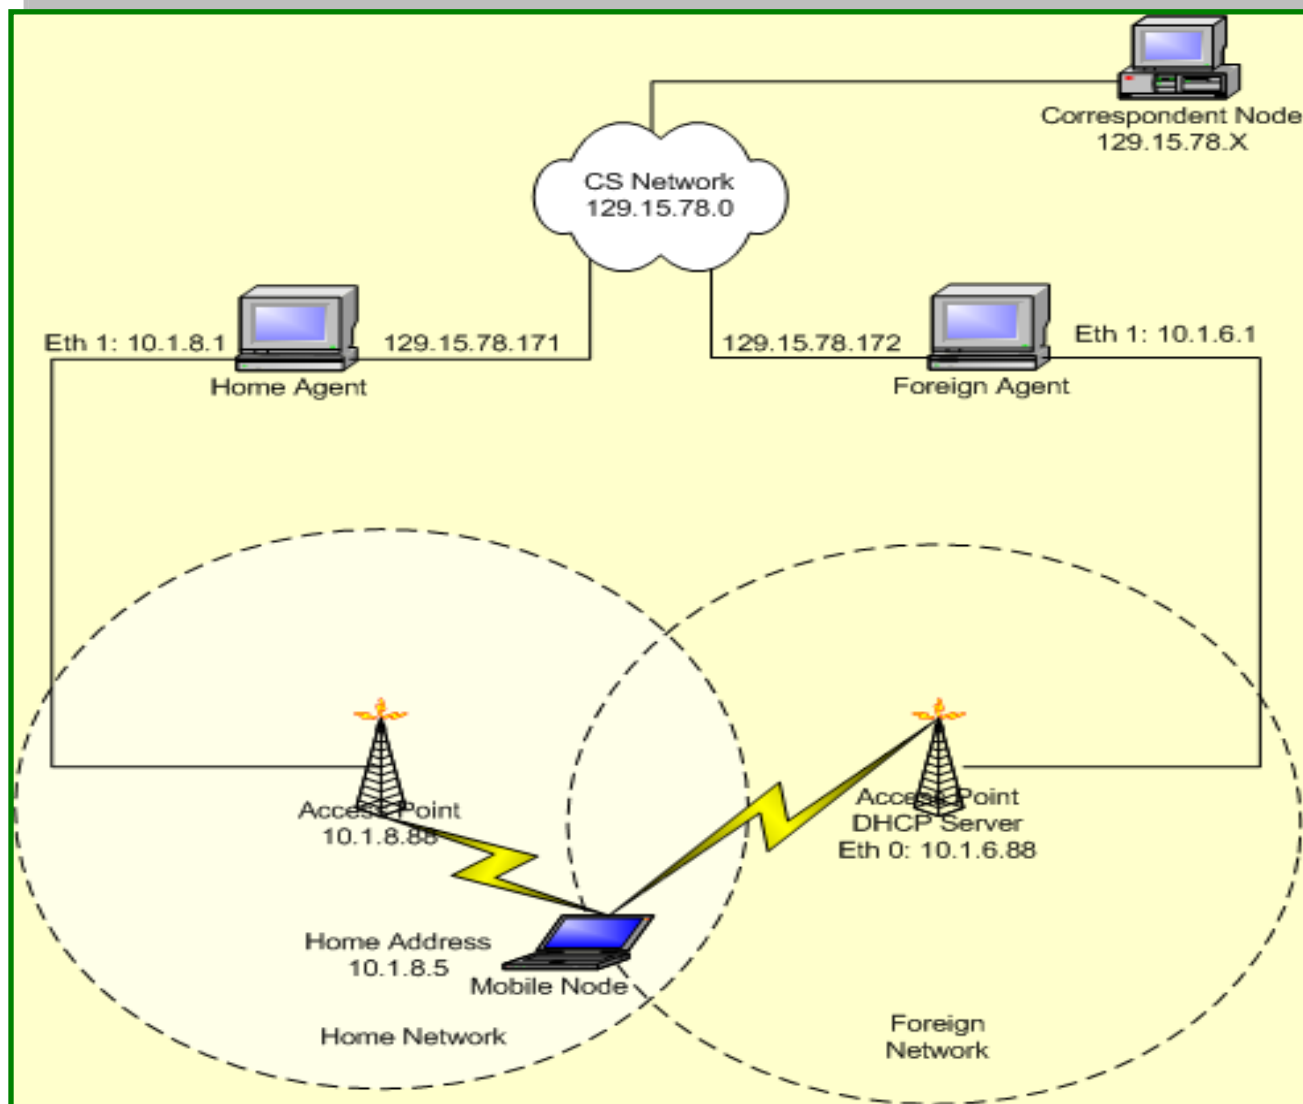 Correspondent Node
129.15.78.X
CS Network
129.15.78.0
Eth 1: 10.1.8.1
129.15.78.171
Home Agent
129.15.78.172
Eth 1: 10.1.6.1
Foreign Agent
Access Point
10.1.8.88
Access Point
DHCP Server
Eth 0: 10.1.6.88
Home Address
10.1.8.5
Mobile Node
Home Network
Foreign
Network